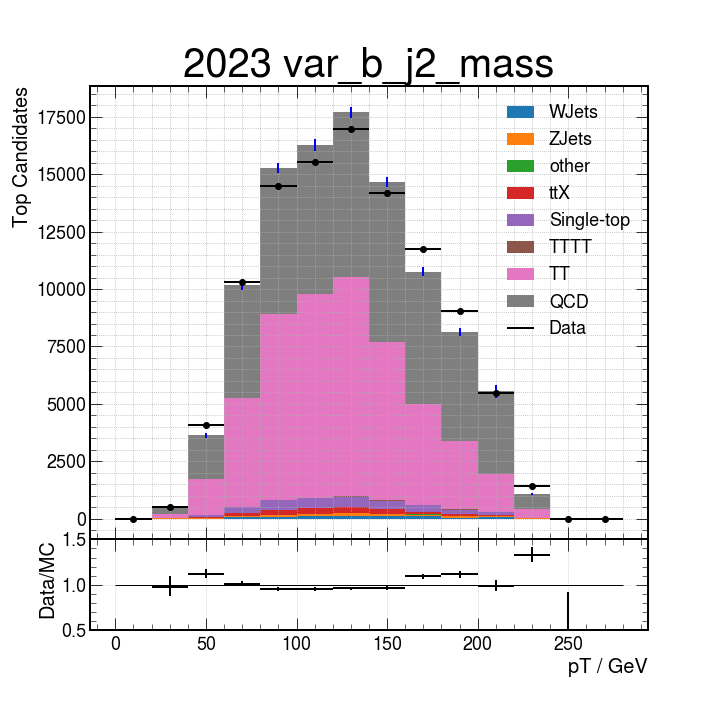 2023 var_b_j2_mass
Top Candidates
17500
15000
12500
10000
7500
5000
2500
0
WJets
ZJets
other
ttX
Single-top
TTTT
TT
QCD
Data
Data/MC
1.5
1.0
0.5
0
50
100
150
200
250
pT / GeV